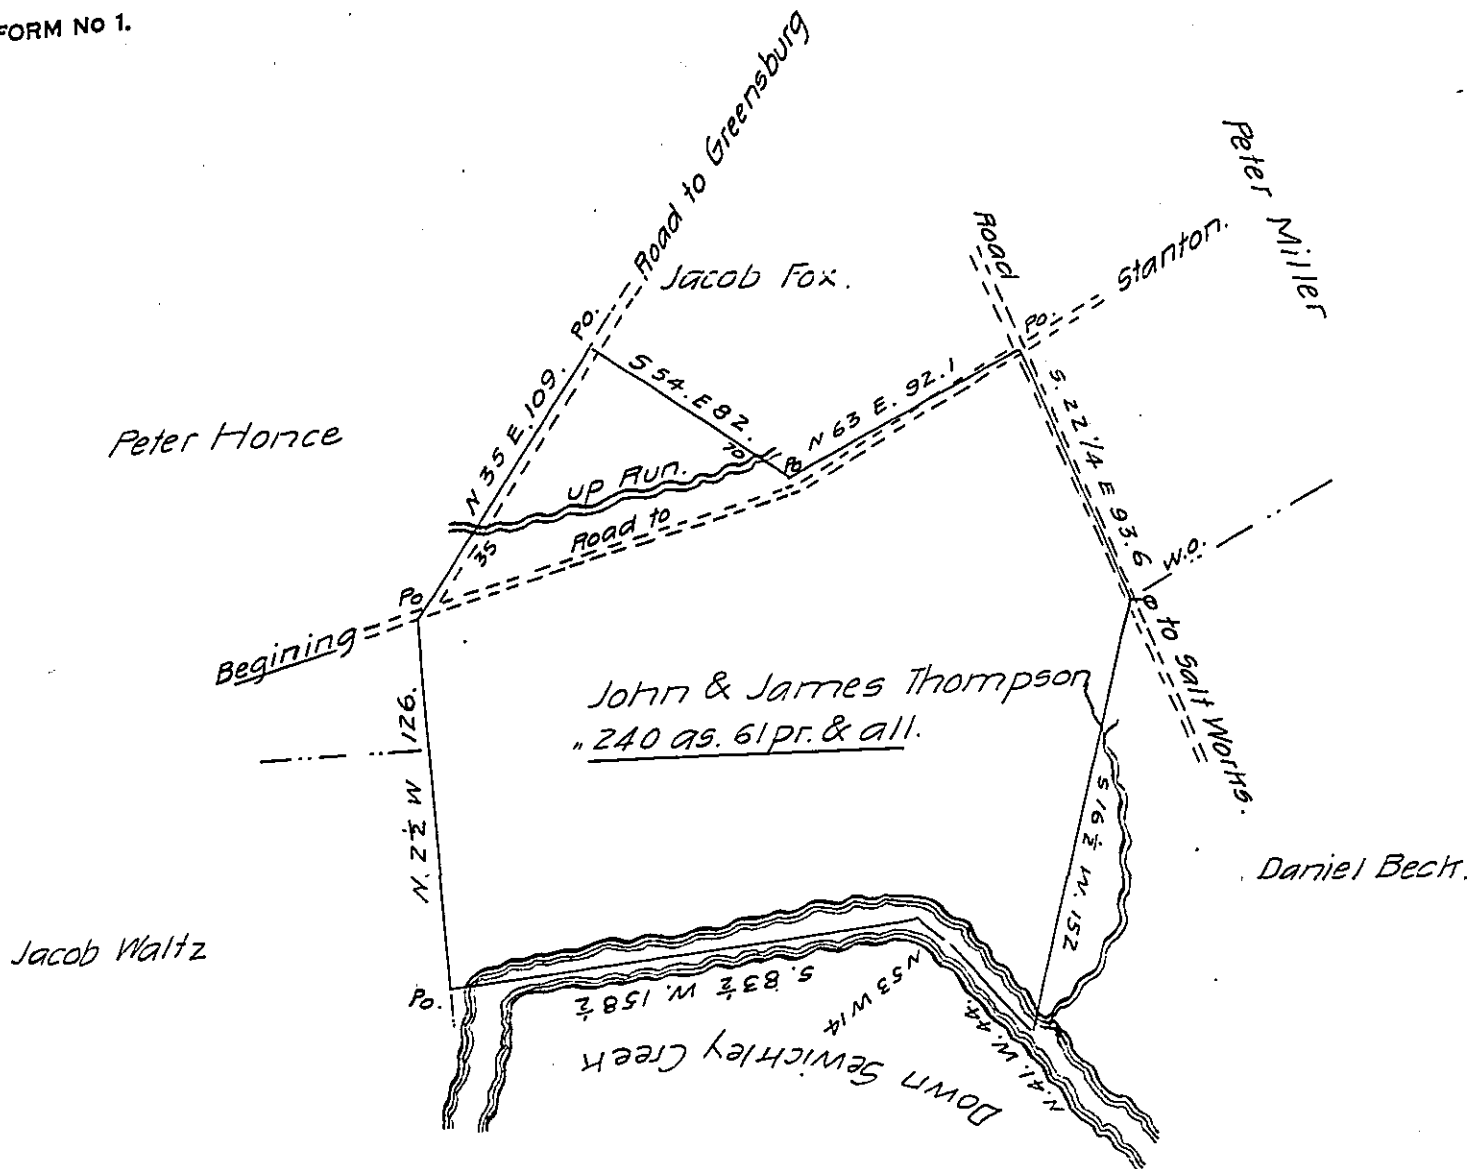 FORM NO 1.
Road to Greensburg
Jacob Fox.
Peter Miller
Road
Stanton.
Po.
Po.
S 54. E 82.
N 63 E. 92.1
S. 22 1/4 E 93.6
N 35 E. 109.
Peter Honce
70
Po
up Run.
Road to
35
W.O.
Po
Begining
to Salt Works.
John & James Thompson
" 240 as. 61 pr. & all.
N. 2 1/2 W 126.
S 16 1/2 W. 152
Daniel Beck.
Jacob Waltz
Po.
S. 83 1/2 W. 158 1/2
N 53 W 14
N. 41. W. 44.
Down Sewickley Creek